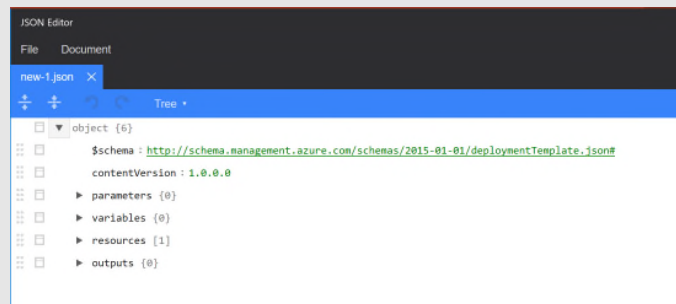 JSON Editor
File Document
new-1.json ×
Tree
object {6}
$schema : http://schema.management.azure.com/schemas/2015-01-01/deploymentTemplate.json#
contentVersion : 1.0.0.0
parameters {0}
variables {0}
resources [1]
outputs {0}